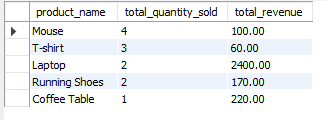 product_name total_quantity_sold total_revenue
Mouse 4 100.00
T-shirt 3 60.00
Laptop 2 2400.00
Running Shoes 2 170.00
Coffee Table 1 220.00